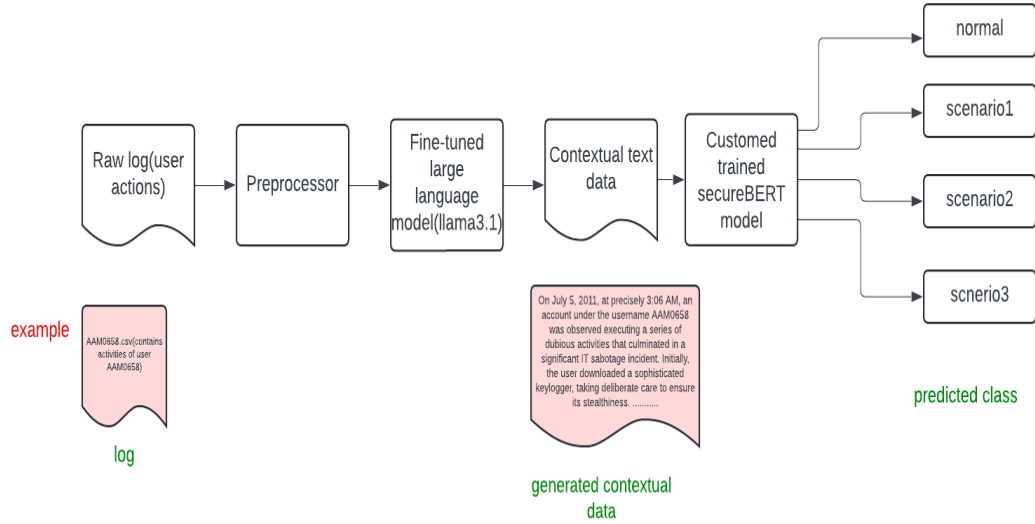 Raw log(user
actions)
Preprocessor
Fine-tuned
large
language
model(llama3.1)
Contextual text
data
Customed
trained
secureBERT
model
normal
scenario1
scenario2
scnerio3
example
AAM0658.csv(contains
activities of user
AAM0658)
log
On July 5, 2011, at precisely 3:06 AM, an
account under the username AAM0658
was observed executing a series of
dubious activities that culminated in a
significant IT sabotage incident. Initially,
the user downloaded a sophisticated
keylogger, taking deliberate care to ensure
its stealthiness. ...........
generated contextual
data
predicted class